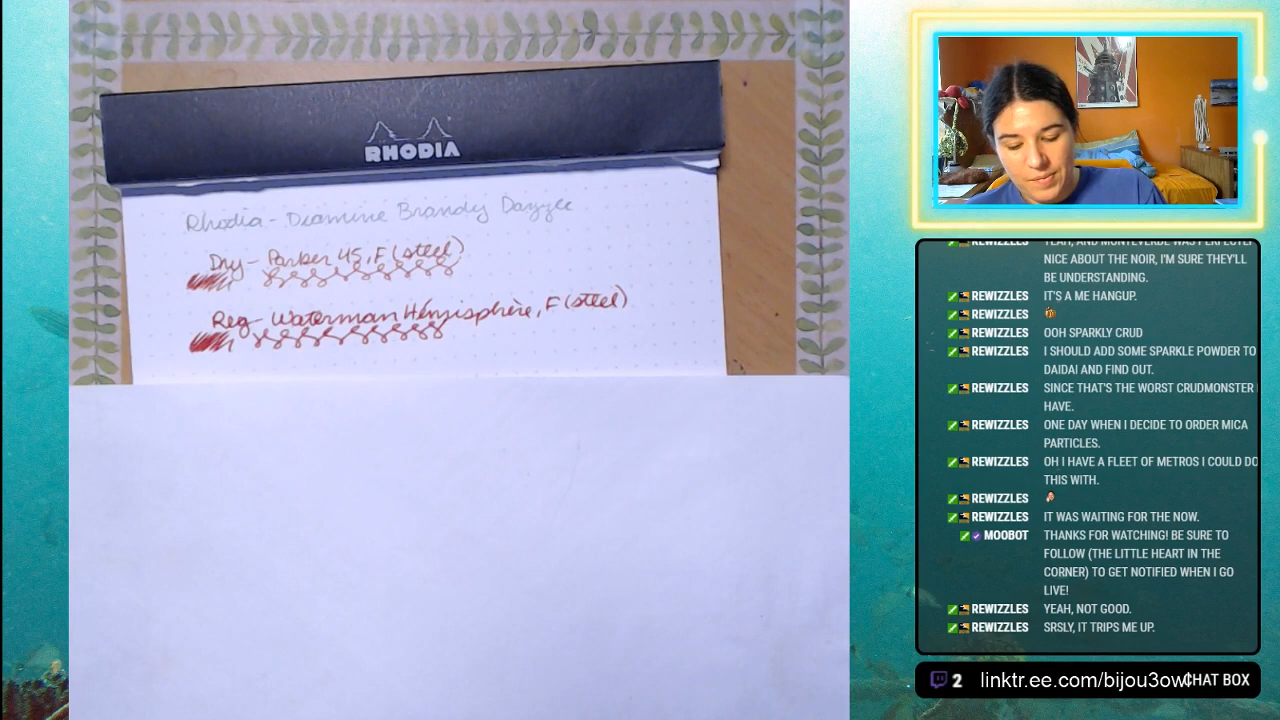 RHODIA
Rhodia - Diamine Brandy Dazzle
Dry - Parker 45, F (steel)
Reg - Waterman Hémisphère, F (steel)
REWIZZLES YEAH, AND MONTEVERDE WAS PERFECTLY
NICE ABOUT THE NOIR, I'M SURE THEY'LL
BE UNDERSTANDING.
REWIZZLES IT'S A ME HANGUP.
REWIZZLES
REWIZZLES OOH SPARKLY CRUD
REWIZZLES I SHOULD ADD SOME SPARKLE POWDER TO
DAIDAI AND FIND OUT.
REWIZZLES SINCE THAT'S THE WORST CRUDMONSTER I
HAVE.
REWIZZLES ONE DAY WHEN I DECIDE TO ORDER MICA
PARTICLES.
REWIZZLES OH I HAVE A FLEET OF METROS I COULD DO
THIS WITH.
REWIZZLES
REWIZZLES IT WAS WAITING FOR THE NOW.
MOOBOT THANKS FOR WATCHING! BE SURE TO
FOLLOW (THE LITTLE HEART IN THE
CORNER) TO GET NOTIFIED WHEN I GO
LIVE!
REWIZZLES YEAH, NOT GOOD.
REWIZZLES SRSLY, IT TRIPS ME UP.
2 linktr.ee.com/bijou3owl CHAT BOX